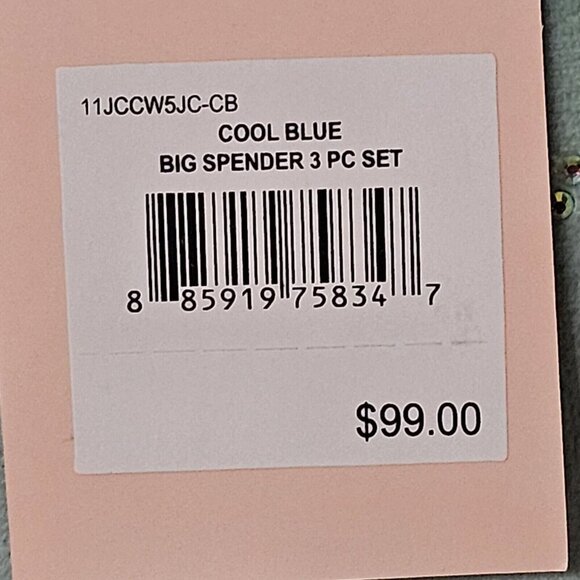 11JCCW5JC-CB
COOL BLUE
BIG SPENDER 3 PC SET
8 85919 75834 7
$99.00